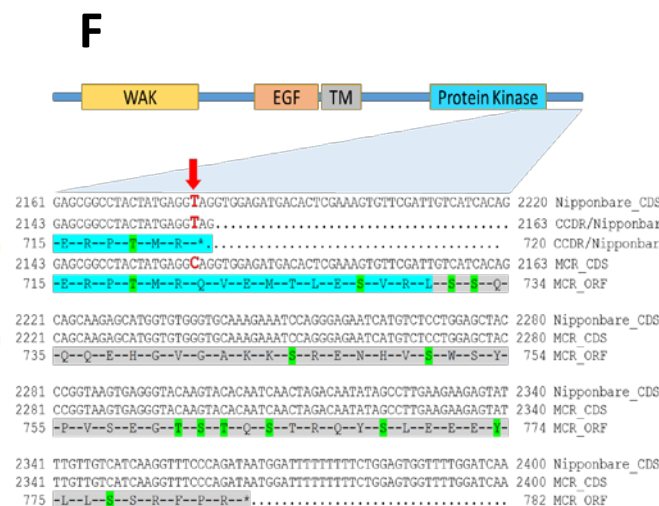 F
WAK EGF TM Protein Kinase
2161 GAGCGGCCTACTATGAGGTAGGTGGAGATGACACTCGAAAGTGTTCGATTGTCATCACAG 2220 Nipponbare_CDS
2143 GAGCGGCCTACTATGAGGTAG....................................... 2163 CCDR/Nipponbar
715 -E--R--P--T--M--R--*....................................... 720 CCDR/Nipponbar
2143 GAGCGGCCTACTATGAGGCAGGTGGAGATGACACTCGAAAGTGTTCGATTGTCATCACAG 2163 MCR_CDS
715 -E--R--P--T--M--R--Q--V--E--M--T--L--E--S--V--R--L--S--S--Q- 734 MCR_ORF
2221 CAGCAAGAGCATGGTGTGGGTGCAAAGAAATCCAGGGAGAATCATGTCTCCTGGAGCTAC 2280 Nipponbare_CDS
2221 CAGCAAGAGCATGGTGTGGGTGCAAAGAAATCCAGGGAGAATCATGTCTCCTGGAGCTAC 2280 MCR_CDS
735 -Q--Q--E--H--G--V--G--A--K--K--S--R--E--N--H--V--S--W--S--Y- 754 MCR_ORF
2281 CCGGTAAGTGAGGGTACAAGTACACAATCAACTAGACAATATAGCCTTGAAGAAGAGTAT 2340 Nipponbare_CDS
2281 CCGGTAAGTGAGGGTACAAGTACACAATCAACTAGACAATATAGCCTTGAAGAAGAGTAT 2340 MCR_CDS
755 -P--V--S--E--G--T--S--T--Q--S--T--R--Q--Y--S--L--E--E--E--Y- 774 MCR_ORF
2341 TTGTTGTCATCAAGGTTTCCCAGATAATGGATTTTTTTTTCTGGAGTGGTTTTGGATCAA 2400 Nipponbare_CDS
2341 TTGTTGTCATCAAGGTTTCCCAGATAATGGATTTTTTTTTCTGGAGTGGTTTTGGATCAA 2400 MCR_CDS
775 -L--L--S--S--R--F--P--R--*.................................. 782 MCR_ORF